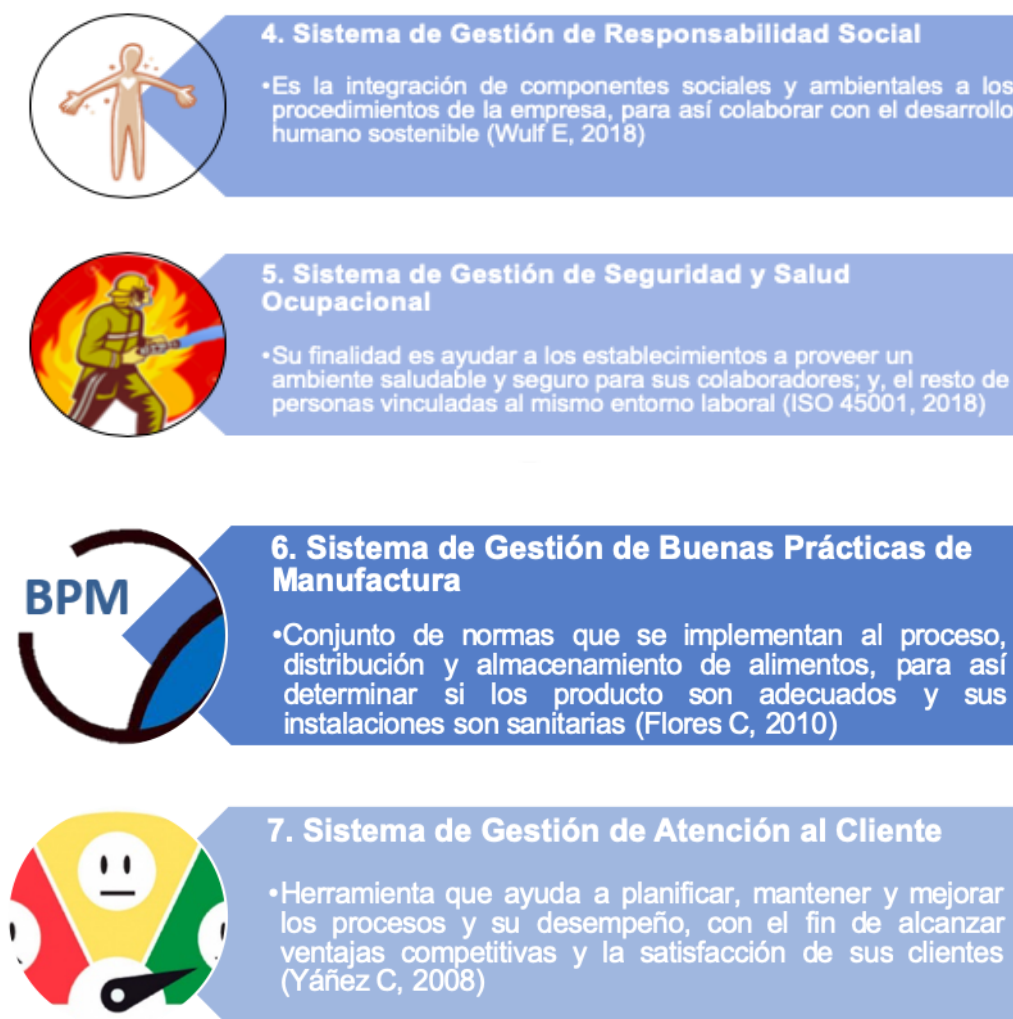 4. Sistema de Gestión de Responsabilidad Social
•Es la integración de componentes sociales y ambientales a los
procedimientos de la empresa, para así colaborar con el desarrollo
humano sostenible (Wulf E, 2018)
5. Sistema de Gestión de Seguridad y Salud
Ocupacional
•Su finalidad es ayudar a los establecimientos a proveer un
ambiente saludable y seguro para sus colaboradores; y, el resto de
personas vinculadas al mismo entorno laboral (ISO 45001, 2018)
BPM
6. Sistema de Gestión de Buenas Prácticas de
Manufactura
•Conjunto de normas que se implementan al proceso,
distribución y almacenamiento de alimentos, para así
determinar si los producto son adecuados y sus
instalaciones son sanitarias (Flores C, 2010)
7. Sistema de Gestión de Atención al Cliente
•Herramienta que ayuda a planificar, mantener y mejorar
los procesos y su desempeño, con el fin de alcanzar
ventajas competitivas y la satisfacción de sus clientes
(Yáñez C, 2008)